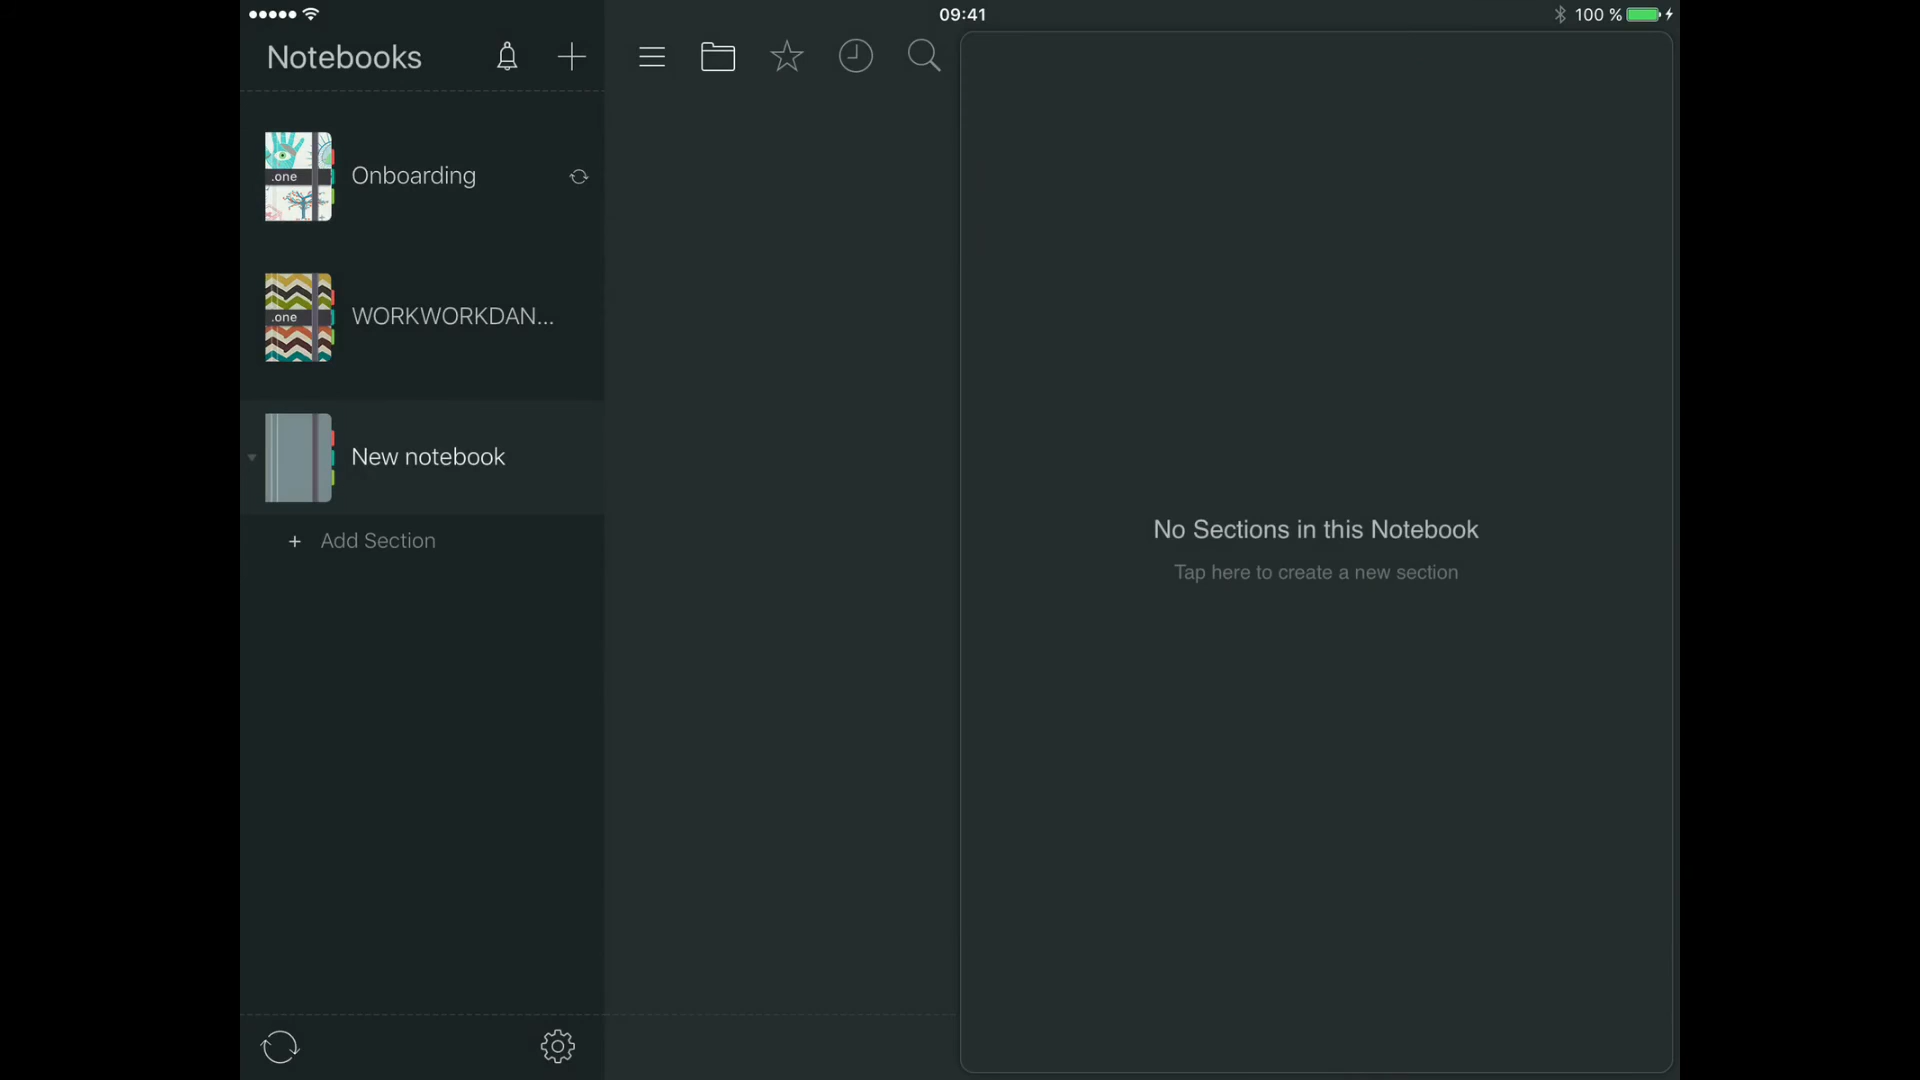 09:41
100 %
Notebooks
.one
Onboarding
.one
WORKWORKDAN...
New notebook
+ Add Section
No Sections in this Notebook
Tap here to create a new section